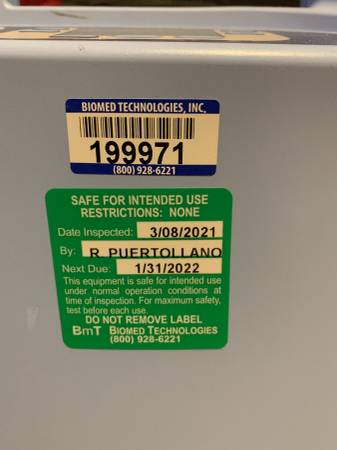 BIOMED TECHNOLOGIES, INC.
199971
(800) 928-6221
SAFE FOR INTENDED USE
RESTRICTIONS: NONE
Date Inspected: 3/08/2021
By: R. PUERTOLLANO
Next Due: 1/31/2022
This equipment is safe for intended use
under normal operation conditions at
time of inspection. For maximum safety,
test before each use.
DO NOT REMOVE LABEL
BmT BIOMED TECHNOLOGIES
(800) 928-6221